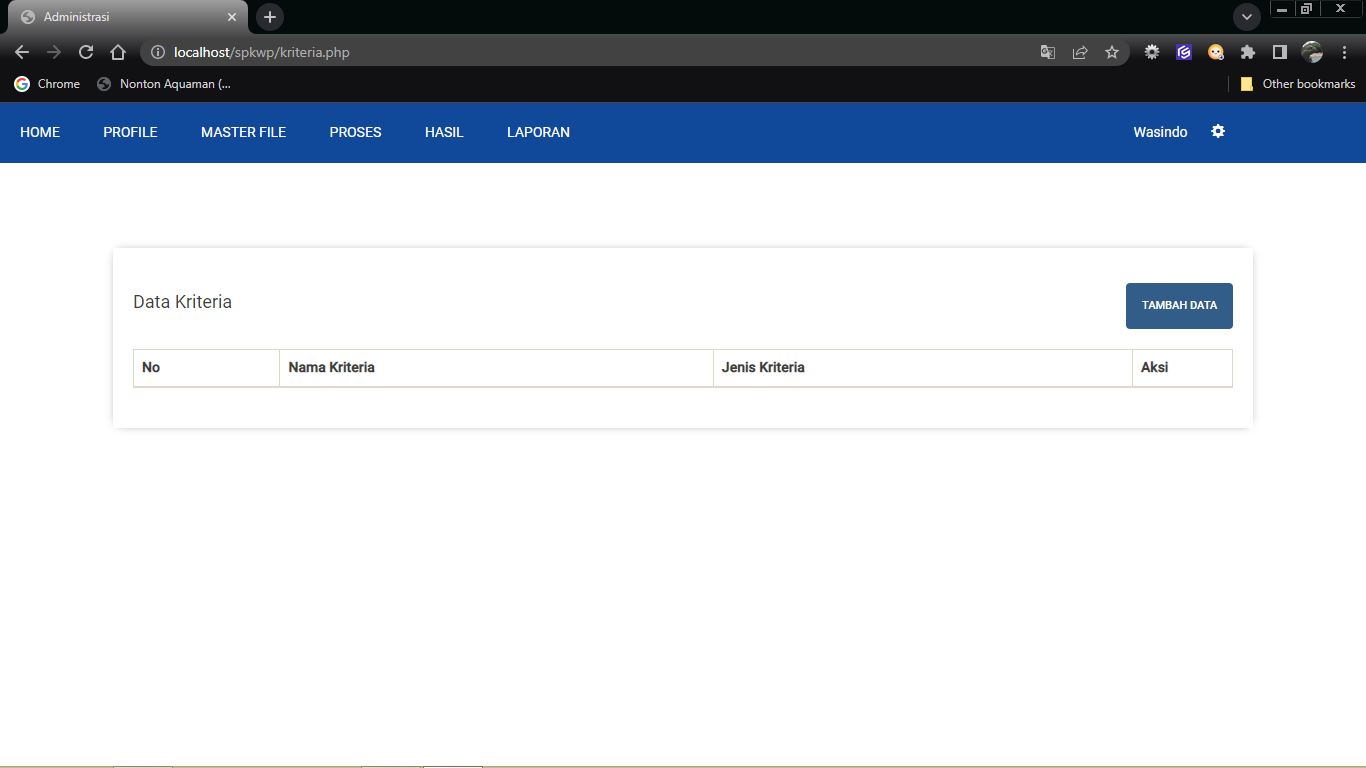 Administrasi
localhost/spkwp/kriteria.php
Chrome Nonton Aquaman (... Other bookmarks
HOME PROFILE MASTER FILE PROSES HASIL LAPORAN Wasindo
Data Kriteria TAMBAH DATA
No Nama Kriteria Jenis Kriteria Aksi